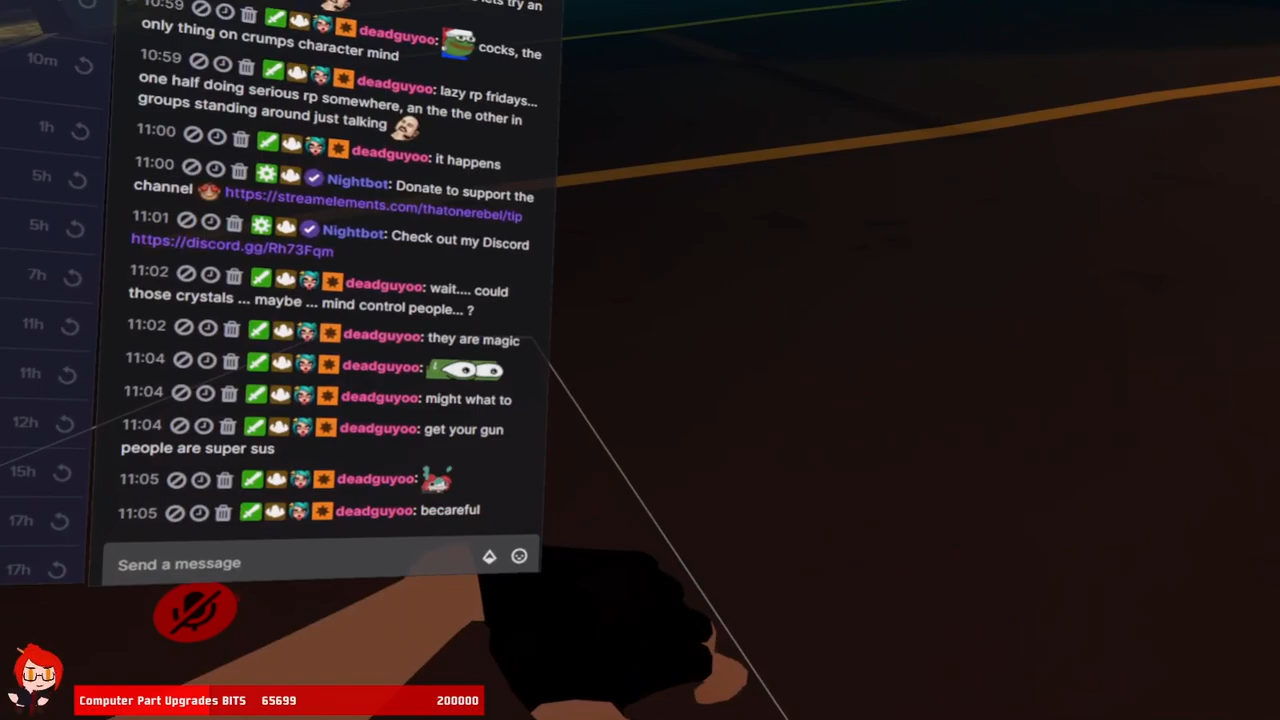 10:59 deadguyoo: cocks, the
only thing on crumps character mind
10:59 deadguyoo: lazy rp fridays...
one half doing serious rp somewhere, an the the other in
groups standing around just talking
11:00 deadguyoo: it happens
11:00 Nightbot: Donate to support the
channel https://streamelements.com/thatonerebel/tip
11:01 Nightbot: Check out my Discord
https://discord.gg/Rh73Fqm
11:02 deadguyoo: wait.... could
those crystals ... maybe ... mind control people... ?
11:02 deadguyoo: they are magic
11:04 deadguyoo:
11:04 deadguyoo: might what to
11:04 deadguyoo: get your gun
people are super sus
11:05 deadguyoo:
11:05 deadguyoo: becareful
Send a message
10m
1h
5h
5h
7h
11h
11h
12h
15h
17h
17h
Computer Part Upgrades BITS 65699 200000